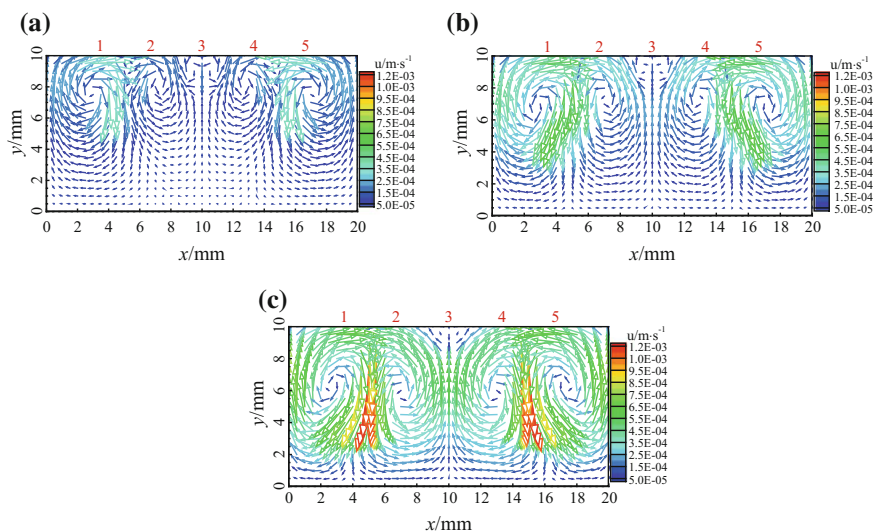 (a)
1 2 3 4 5
u/m·s⁻¹
1.2E-03
1.0E-03
9.5E-04
8.5E-04
7.5E-04
6.5E-04
5.5E-04
4.5E-04
3.5E-04
2.5E-04
1.5E-04
5.0E-05
y/mm
10
8
6
4
2
0
0 2 4 6 8 10 12 14 16 18 20
x/mm
(b)
1 2 3 4 5
u/m·s⁻¹
1.2E-03
1.0E-03
9.5E-04
8.5E-04
7.5E-04
6.5E-04
5.5E-04
4.5E-04
3.5E-04
2.5E-04
1.5E-04
5.0E-05
y/mm
10
8
6
4
2
0
0 2 4 6 8 10 12 14 16 18 20
x/mm
(c)
1 2 3 4 5
u/m·s⁻¹
1.2E-03
1.0E-03
9.5E-04
8.5E-04
7.5E-04
6.5E-04
5.5E-04
4.5E-04
3.5E-04
2.5E-04
1.5E-04
5.0E-05
y/mm
10
8
6
4
2
0
0 2 4 6 8 10 12 14 16 18 20
x/mm